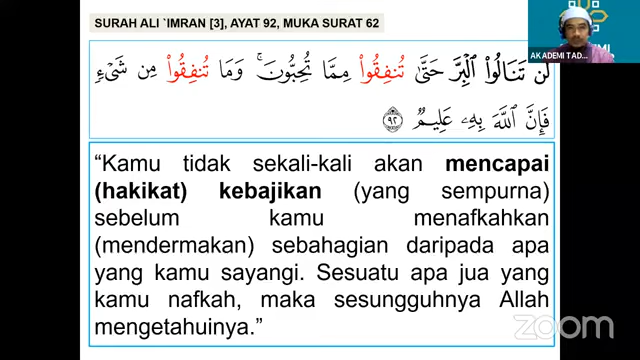 SURAH ALI `IMRAN [3], AYAT 92, MUKA SURAT 62
AKADEMI TAD...
لَن تَنَالُوا۟ ٱلْبِرَّ حَتَّىٰ تُنفِقُوا۟ مِمَّا تُحِبُّونَ ۚ وَمَا تُنفِقُوا۟ مِن شَىْءٍ
فَإِنَّ ٱللَّهَ بِهِۦ عَلِيمٌ ٩٢
“Kamu tidak sekali-kali akan mencapai
(hakikat) kebajikan (yang sempurna)
sebelum kamu menafkahkan
(mendermakan) sebahagian daripada apa
yang kamu sayangi. Sesuatu apa jua yang
kamu nafkah, maka sesungguhnya Allah
mengetahuinya.”
zoom